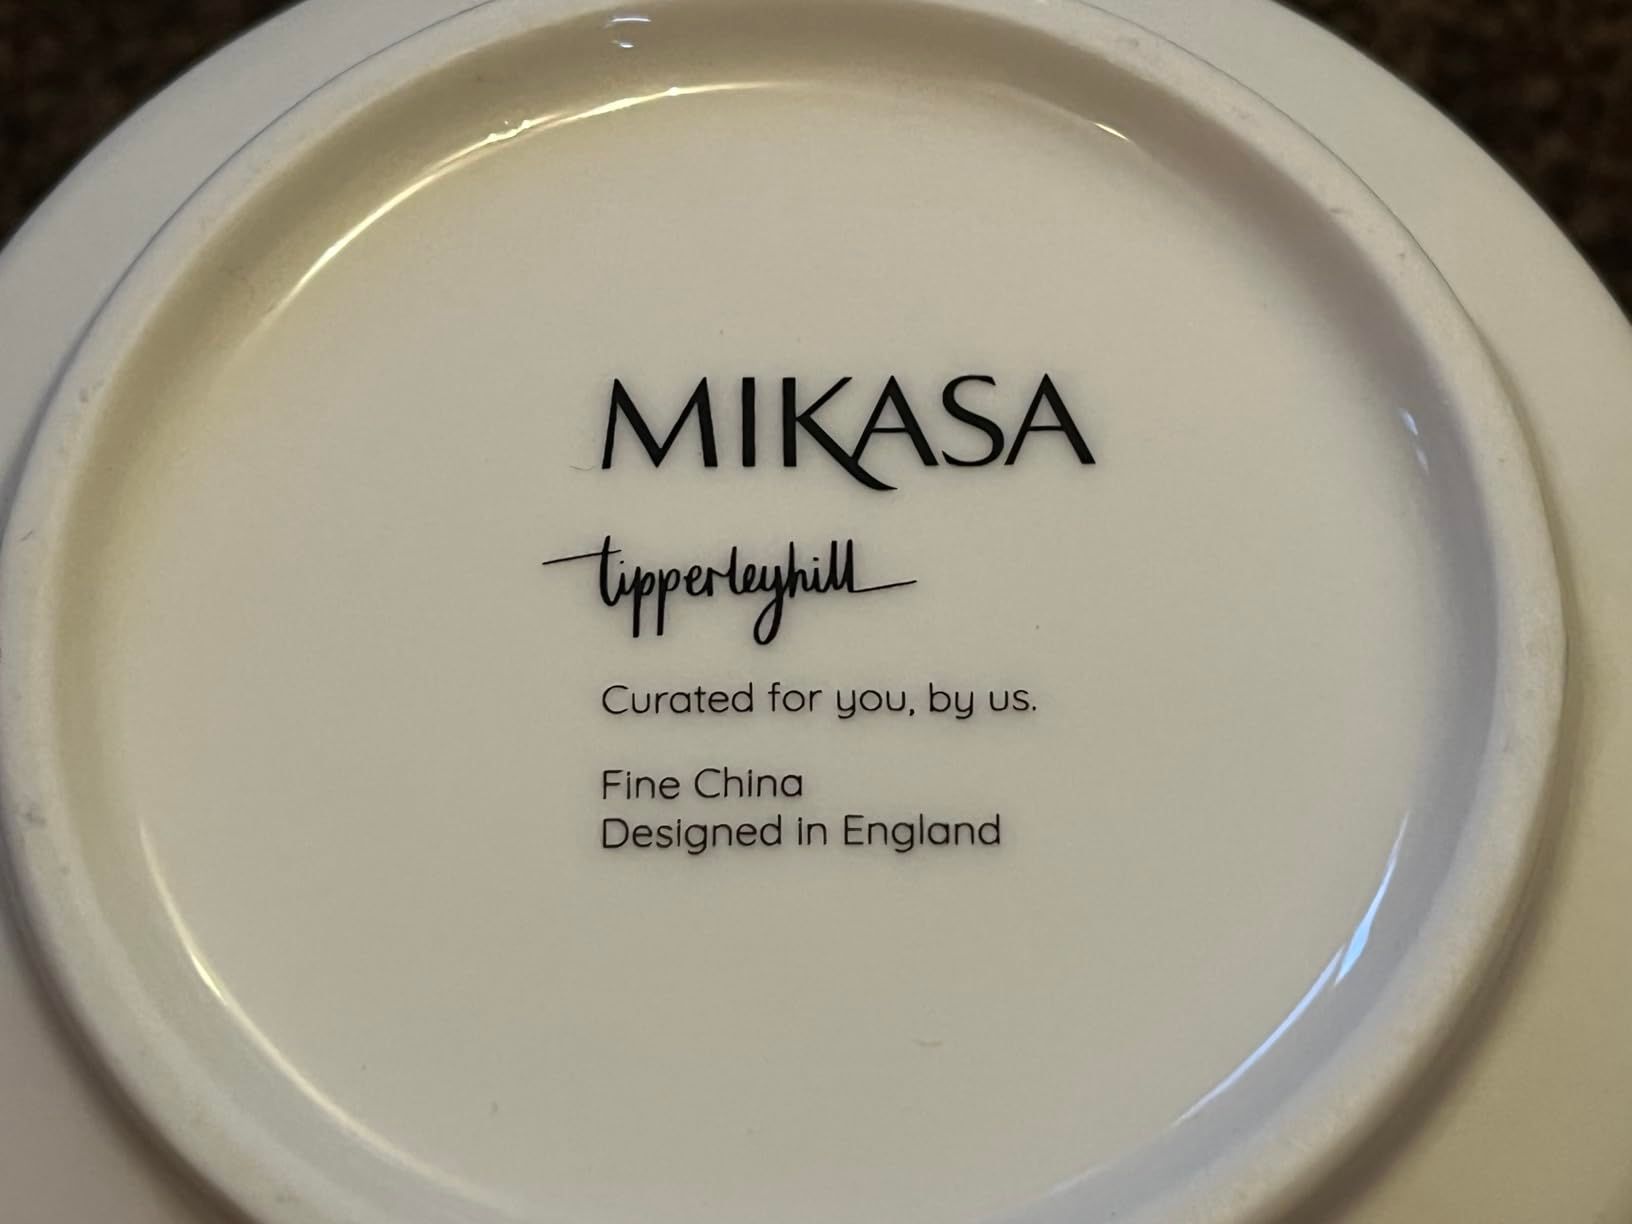 MIKASA
tipperleyhill
Curated for you, by us.
Fine China
Designed in England